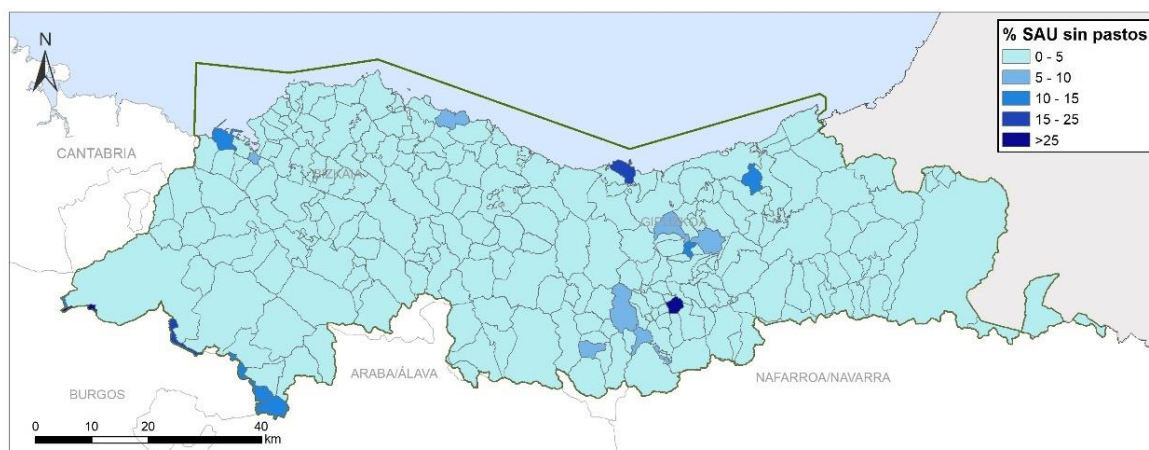 N
% SAU sin pastos
0 - 5
5 - 10
10 - 15
15 - 25
>25
CANTABRIA
BIZKAIA
GIPUZKOA
BURGOS
ARABA/ÁLAVA
NAFARROA/NAVARRA
0 10 20 40
km